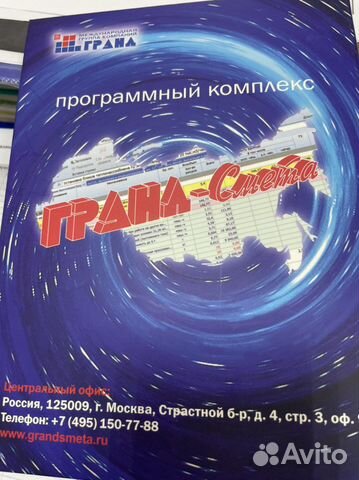 МЕЖДУНАРОДНАЯ
ГРУППА КОМПАНИЙ
ГРАНД
программный комплекс
ГРАНД-Смета
Центральный офис:
Россия, 125009, г. Москва, Страстной б-р, д. 4, стр. 3, оф.
Телефон: +7 (495) 150-77-88
www.grandsmeta.ru
Avito